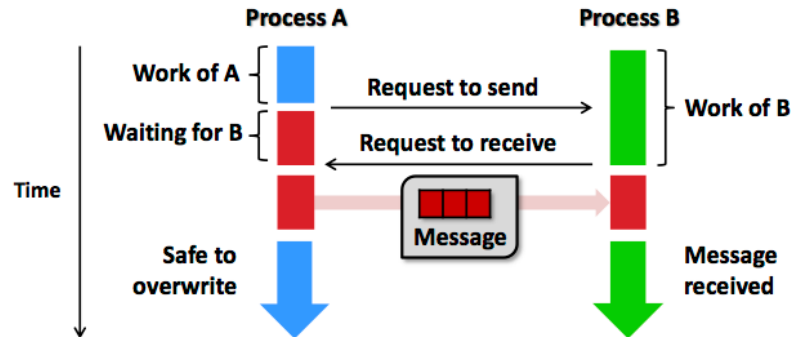 Process A
Process B
Work of A
Request to send
Work of B
Waiting for B
Request to receive
Time
Message
Safe to
overwrite
Message
received